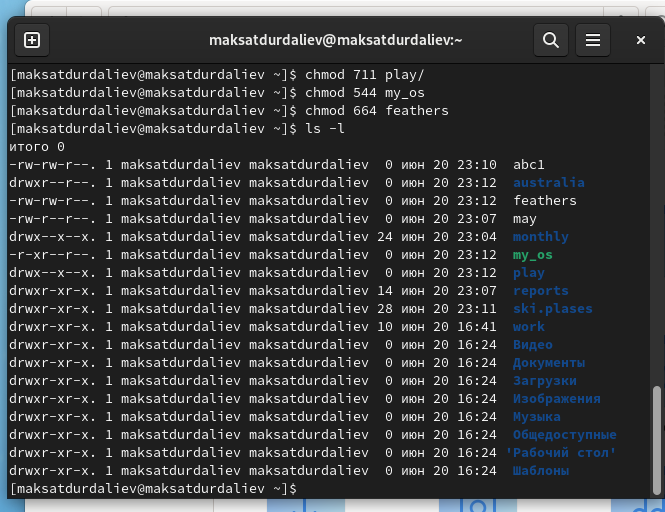 maksatdurdaliev@maksatdurdaliev:~
[maksatdurdaliev@maksatdurdaliev ~]$ chmod 711 play/
[maksatdurdaliev@maksatdurdaliev ~]$ chmod 544 my_os
[maksatdurdaliev@maksatdurdaliev ~]$ chmod 664 feathers
[maksatdurdaliev@maksatdurdaliev ~]$ ls -l
итого 0
-rw-rw-r--. 1 maksatdurdaliev maksatdurdaliev  0 июн 20 23:10  abc1
drwxr--r--. 1 maksatdurdaliev maksatdurdaliev  0 июн 20 23:12  australia
-rw-rw-r--. 1 maksatdurdaliev maksatdurdaliev  0 июн 20 23:12  feathers
-rw-r--r--. 1 maksatdurdaliev maksatdurdaliev  0 июн 20 23:07  may
drwx--x--x. 1 maksatdurdaliev maksatdurdaliev 24 июн 20 23:04  monthly
-r-xr--r--. 1 maksatdurdaliev maksatdurdaliev  0 июн 20 23:12  my_os
drwx--x--x. 1 maksatdurdaliev maksatdurdaliev  0 июн 20 23:12  play
drwxr-xr-x. 1 maksatdurdaliev maksatdurdaliev 14 июн 20 23:07  reports
drwxr-xr-x. 1 maksatdurdaliev maksatdurdaliev 28 июн 20 23:11  ski.plases
drwxr-xr-x. 1 maksatdurdaliev maksatdurdaliev 10 июн 20 16:41  work
drwxr-xr-x. 1 maksatdurdaliev maksatdurdaliev  0 июн 20 16:24  Видео
drwxr-xr-x. 1 maksatdurdaliev maksatdurdaliev  0 июн 20 16:24  Документы
drwxr-xr-x. 1 maksatdurdaliev maksatdurdaliev  0 июн 20 16:24  Загрузки
drwxr-xr-x. 1 maksatdurdaliev maksatdurdaliev  0 июн 20 16:24  Изображения
drwxr-xr-x. 1 maksatdurdaliev maksatdurdaliev  0 июн 20 16:24  Музыка
drwxr-xr-x. 1 maksatdurdaliev maksatdurdaliev  0 июн 20 16:24  Общедоступные
drwxr-xr-x. 1 maksatdurdaliev maksatdurdaliev  0 июн 20 16:24 'Рабочий стол'
drwxr-xr-x. 1 maksatdurdaliev maksatdurdaliev  0 июн 20 16:24  Шаблоны
[maksatdurdaliev@maksatdurdaliev ~]$